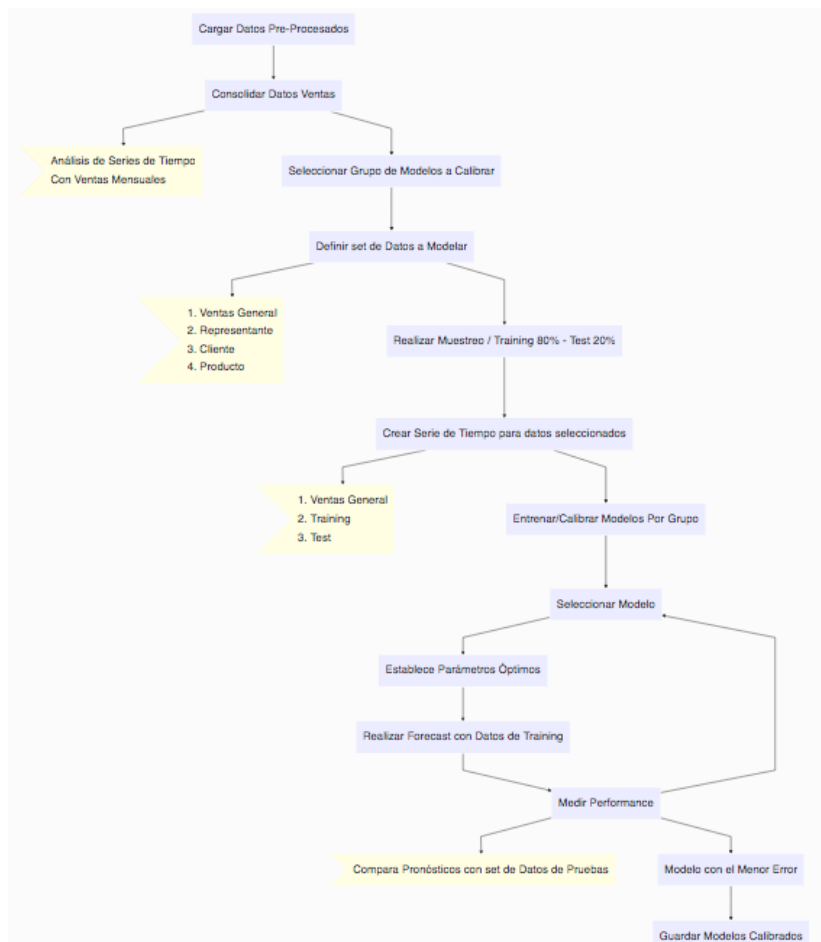 Cargar Datos Pre-Procesados
Consolidar Datos Ventas
Análisis de Series de Tiempo
Con Ventas Mensuales
Seleccionar Grupo de Modelos a Calibrar
Definir set de Datos a Modelar
1. Ventas General
2. Representante
3. Cliente
4. Producto
Realizar Muestreo / Training 80% - Test 20%
Crear Serie de Tiempo para datos seleccionados
1. Ventas General
2. Training
3. Test
Entrenar/Calibrar Modelos Por Grupo
Seleccionar Modelo
Establece Parámetros Óptimos
Realizar Forecast con Datos de Training
Medir Performance
Compara Pronósticos con set de Datos de Pruebas
Modelo con el Menor Error
Guardar Modelos Calibrados